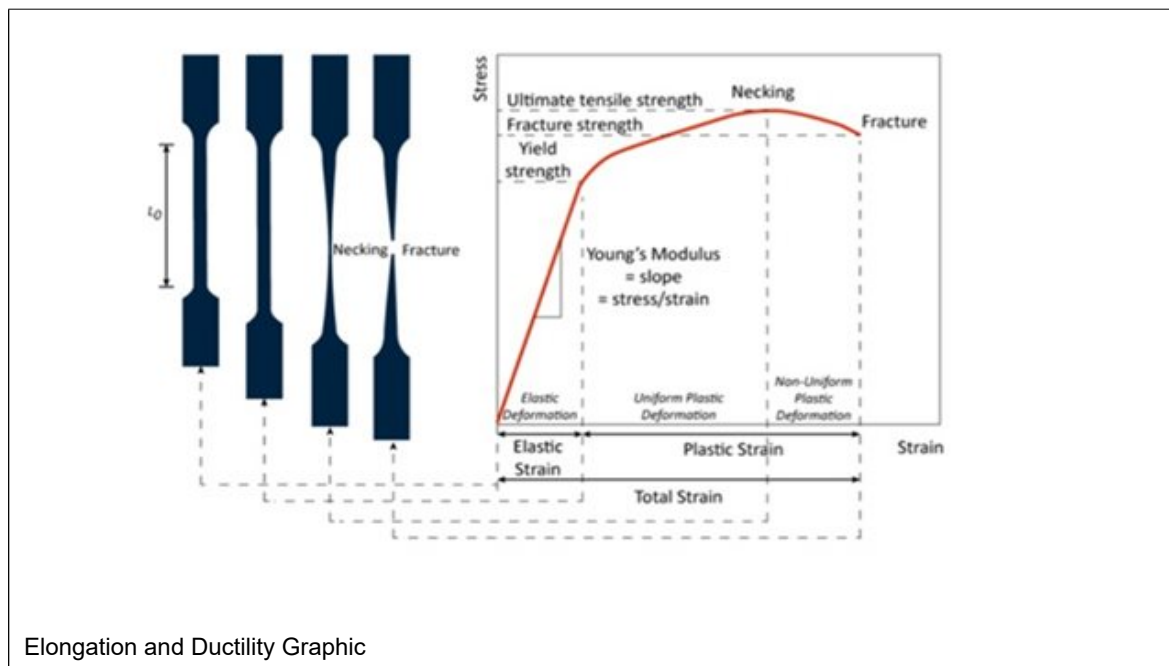 Stress
Ultimate tensile strength
Necking
Fracture strength
Fracture
Yield
strength
Necking
Fracture
Young's Modulus
= slope
= stress/strain
Elastic
Deformation
Uniform Plastic
Deformation
Non-Uniform
Plastic
Deformation
Elastic
Strain
Plastic Strain
Strain
Total Strain
Elongation and Ductility Graphic